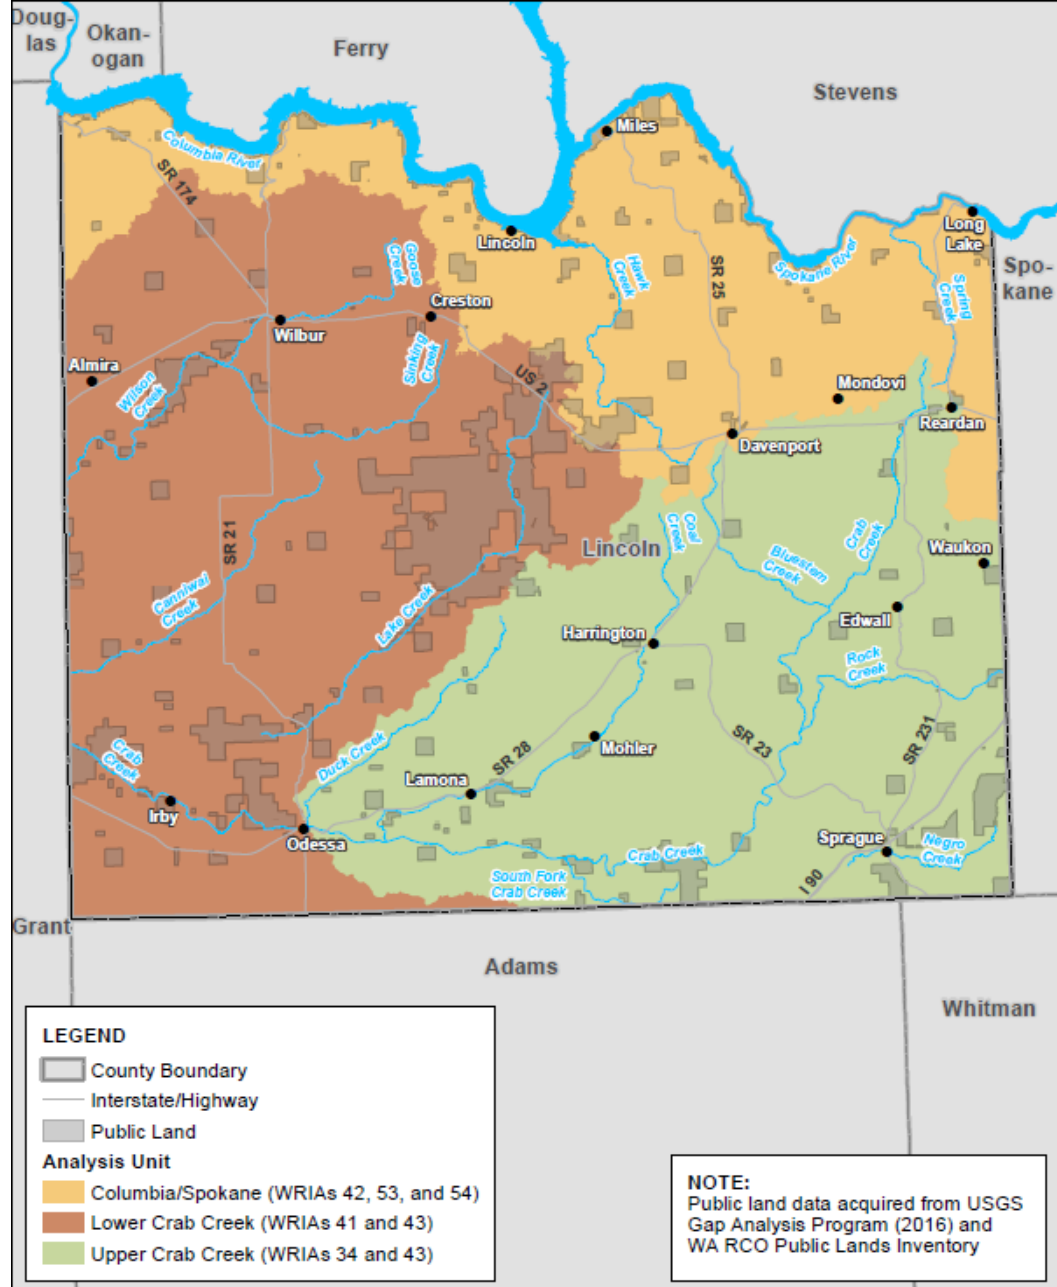 Doug-
las
Okan-
ogan
Ferry
Stevens
Miles
Columbia River
SR 174
Long
Lake
Lincoln
Goose
Creek
Hawk
Creek
SR 25
Spokane River
Spring
Creek
Spo-
kane
Creston
Wilbur
Sinking
Creek
Almira
US 2
Wilson
Creek
Mondovi
Reardan
Davenport
SR 21
Coal
Creek
Lincoln
Crab
Creek
Bluestem
Creek
Waukon
Canniwai
Creek
Lake Creek
Edwall
Harrington
Rock
Creek
Crab
Creek
Duck Creek
SR 28
Mohler
SR 23
SR 231
Lamona
Irby
Odessa
Sprague
Negro
Creek
Crab Creek
South Fork
Crab Creek
I 90
Grant
Adams
Whitman
LEGEND
County Boundary
Interstate/Highway
Public Land
Analysis Unit
Columbia/Spokane (WRIAs 42, 53, and 54)
Lower Crab Creek (WRIAs 41 and 43)
Upper Crab Creek (WRIAs 34 and 43)
NOTE:
Public land data acquired from USGS
Gap Analysis Program (2016) and
WA RCO Public Lands Inventory